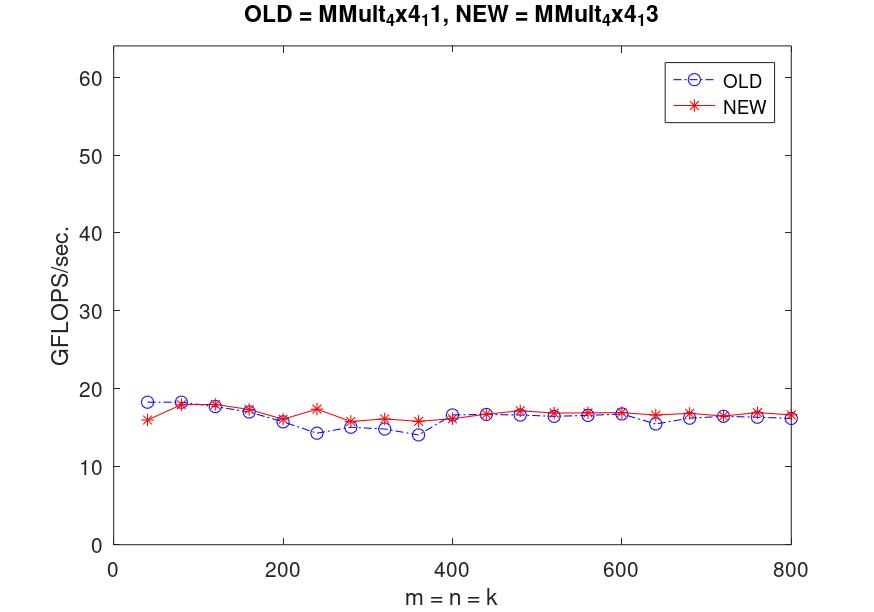 OLD = MMult₄x4₁1, NEW = MMult₄x4₁3
OLD
NEW
60
50
40
30
20
10
0
GFLOPS/sec.
0 200 400 600 800
m = n = k